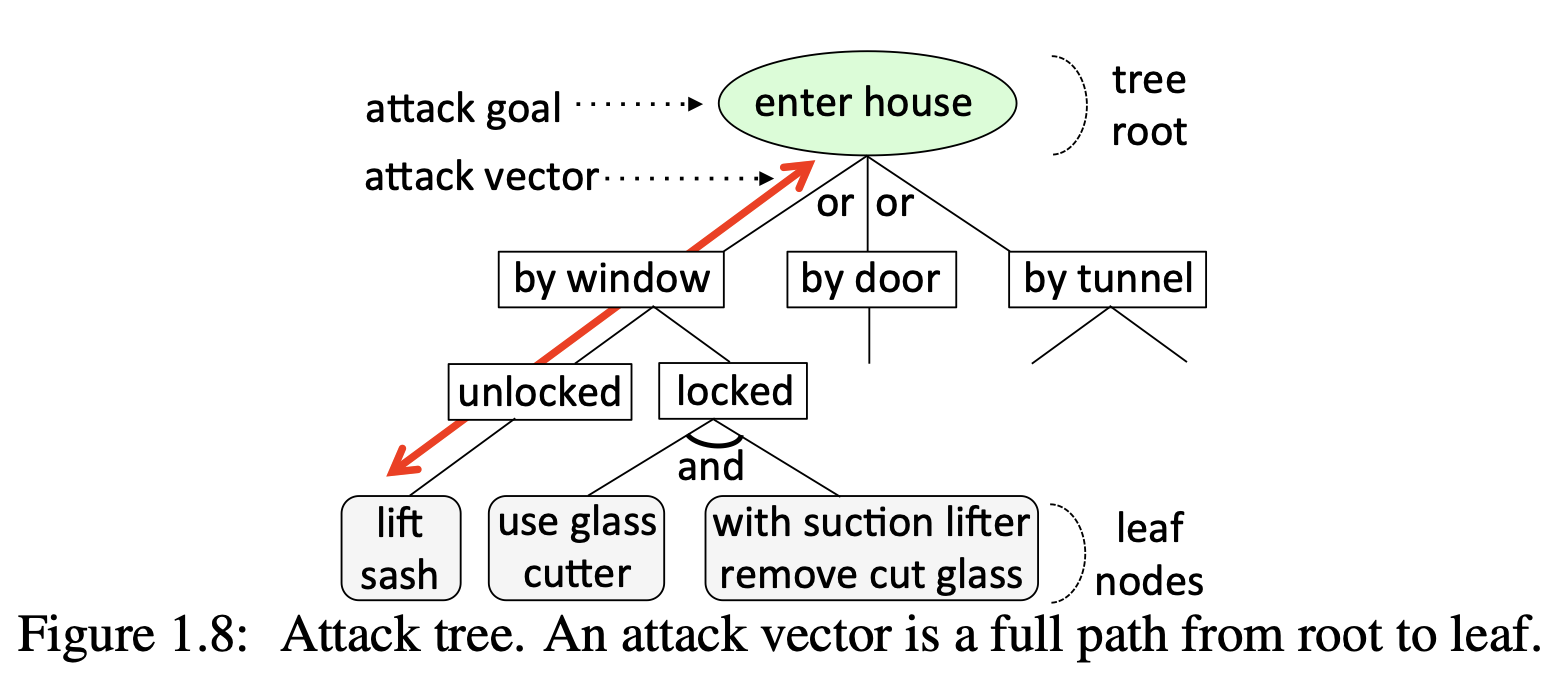 attack goal
enter house
tree
root
attack vector
or or
by window
by door
by tunnel
unlocked
locked
and
lift
sash
use glass
cutter
with suction lifter
remove cut glass
leaf
nodes
Figure 1.8: Attack tree. An attack vector is a full path from root to leaf.